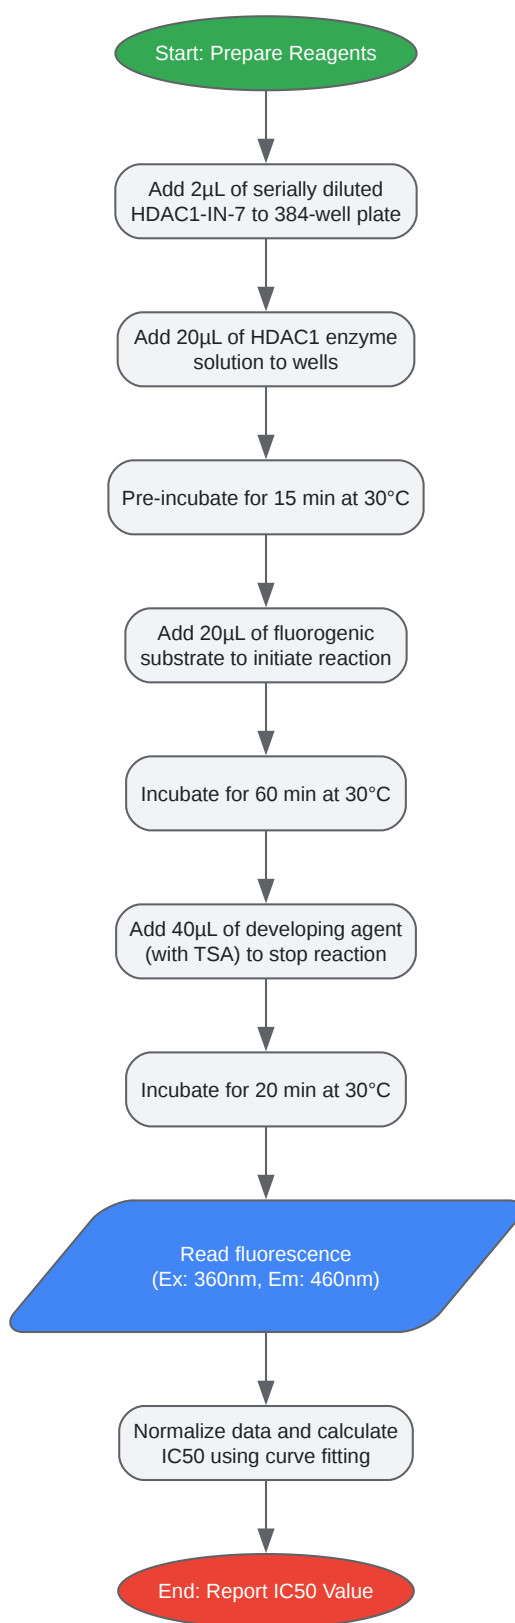 Start: Prepare Reagents
Add 2µL of serially diluted
HDAC1-IN-7 to 384-well plate
Add 20µL of HDAC1 enzyme
solution to wells
Pre-incubate for 15 min at 30°C
Add 20µL of fluorogenic
substrate to initiate reaction
Incubate for 60 min at 30°C
Add 40µL of developing agent
(with TSA) to stop reaction
Incubate for 20 min at 30°C
Read fluorescence
(Ex: 360nm, Em: 460nm)
Normalize data and calculate
IC50 using curve fitting
End: Report IC50 Value